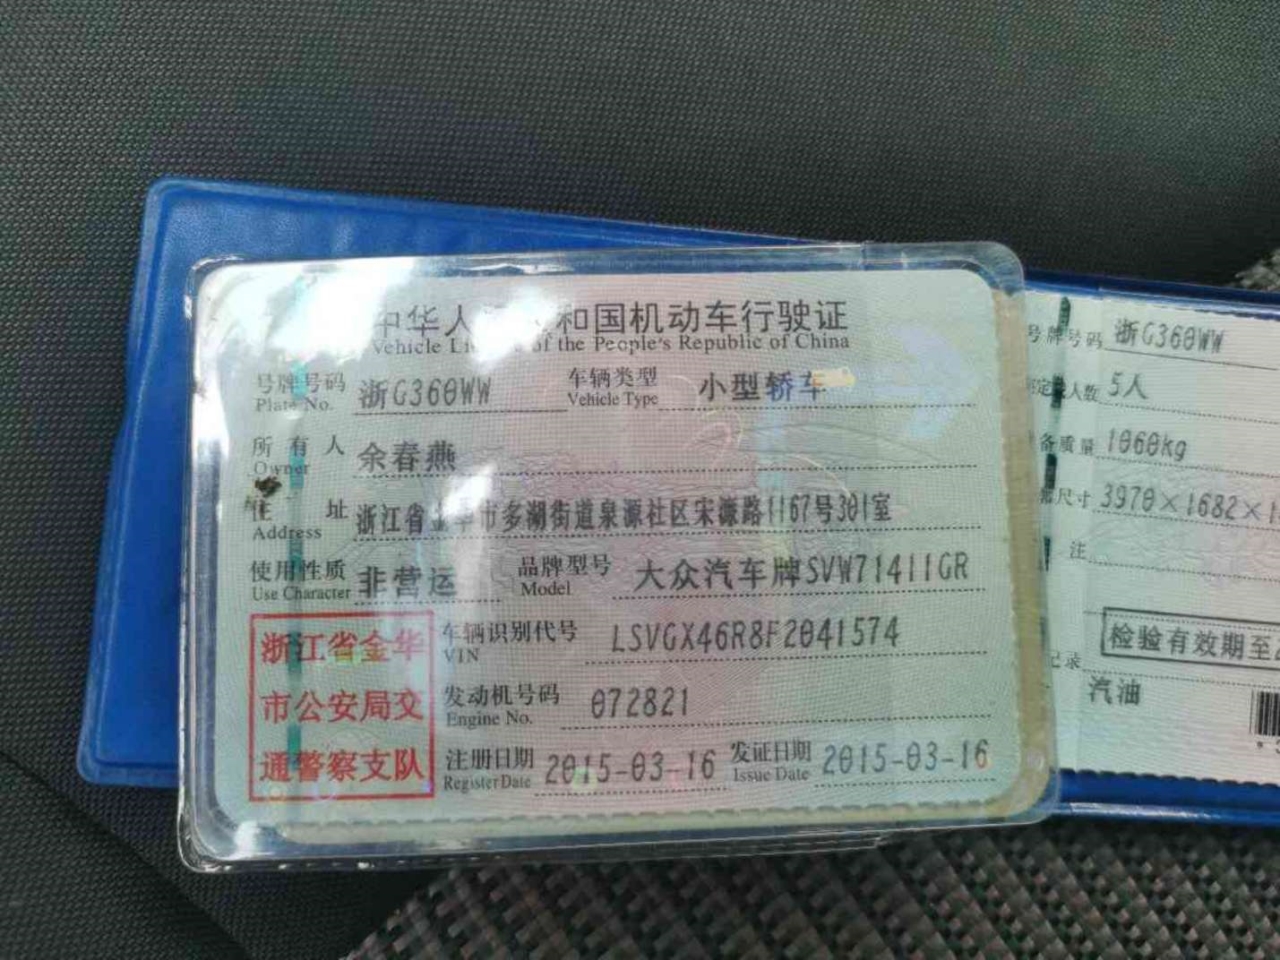 中华人 和国机动车行驶证
Vehicle Li of the People's Republic of China
号牌号码 浙G360WW 车辆类型 小型轿车
Plate No. Vehicle Type
所有人 余春燕
Owner
住址 浙江省金华市多湖街道泉源社区宋濂路1167号301室
Address
使用性质 非营运 品牌型号 大众汽车牌SVW71411GR
Use Character Model
浙江省金华
市公安局交
通警察支队
车辆识别代号 LSVGX46R8F2041574
VIN
发动机号码 072821
Engine No.
注册日期 2015-03-16 发证日期 2015-03-16
Register Date Issue Date
号牌号码 浙G360WW
定 人数 5人
备质量 1060kg
尺寸 3970×1682×1
注
检验有效期至2
记录
汽油